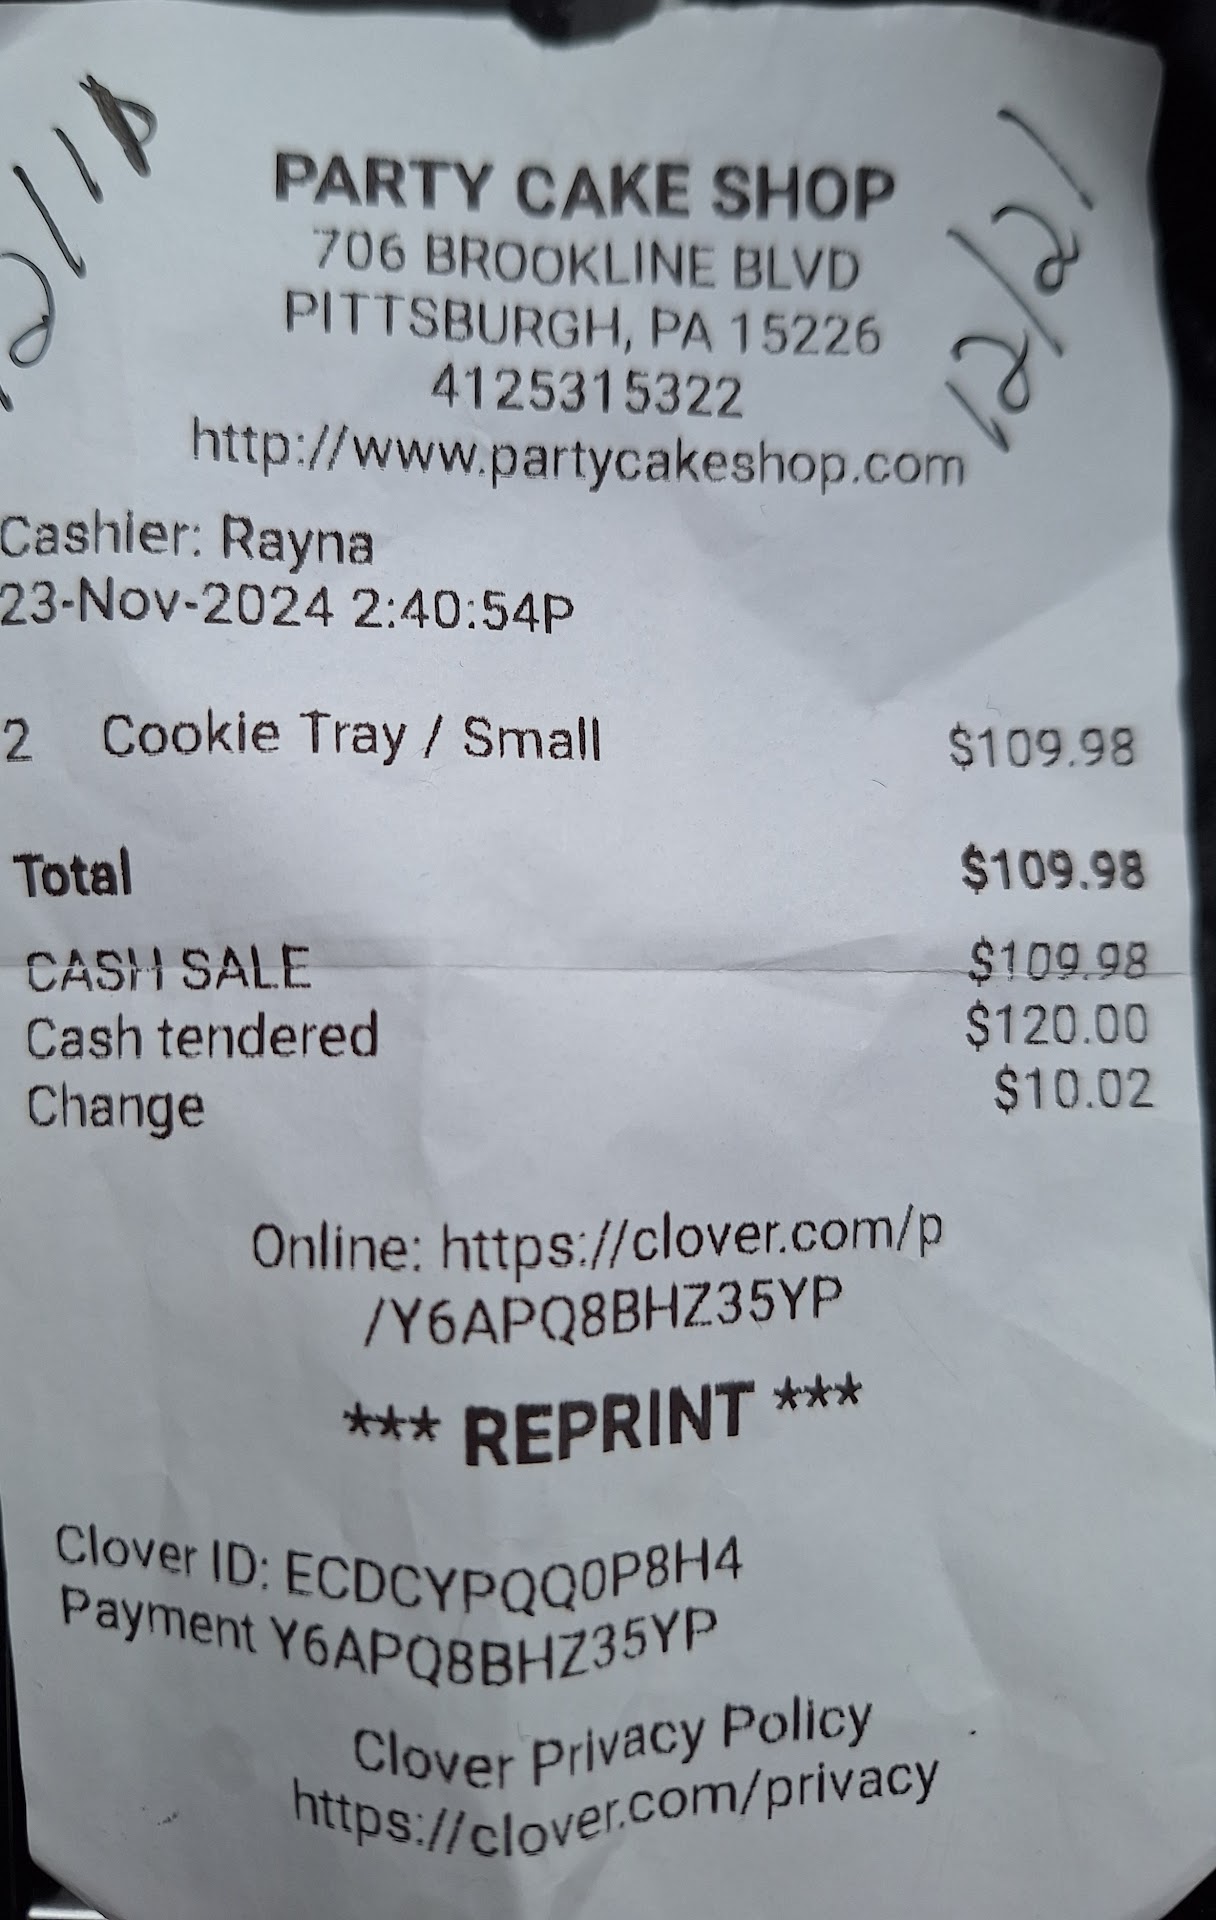 12/21
PARTY CAKE SHOP
706 BROOKLINE BLVD
PITTSBURGH, PA 15226
4125315322
http://www.partycakeshop.com
Cashier: Rayna
23-Nov-2024 2:40:54P
2 Cookie Tray / Small $109.98
Total $109.98
CASH SALE $109.98
Cash tendered $120.00
Change $10.02
Online: https://clover.com/p
/Y6APQ8BHZ35YP
*** REPRINT ***
Clover ID: ECDCYPQQ0P8H4
Payment Y6APQ8BHZ35YP
Clover Privacy Policy
https://clover.com/privacy